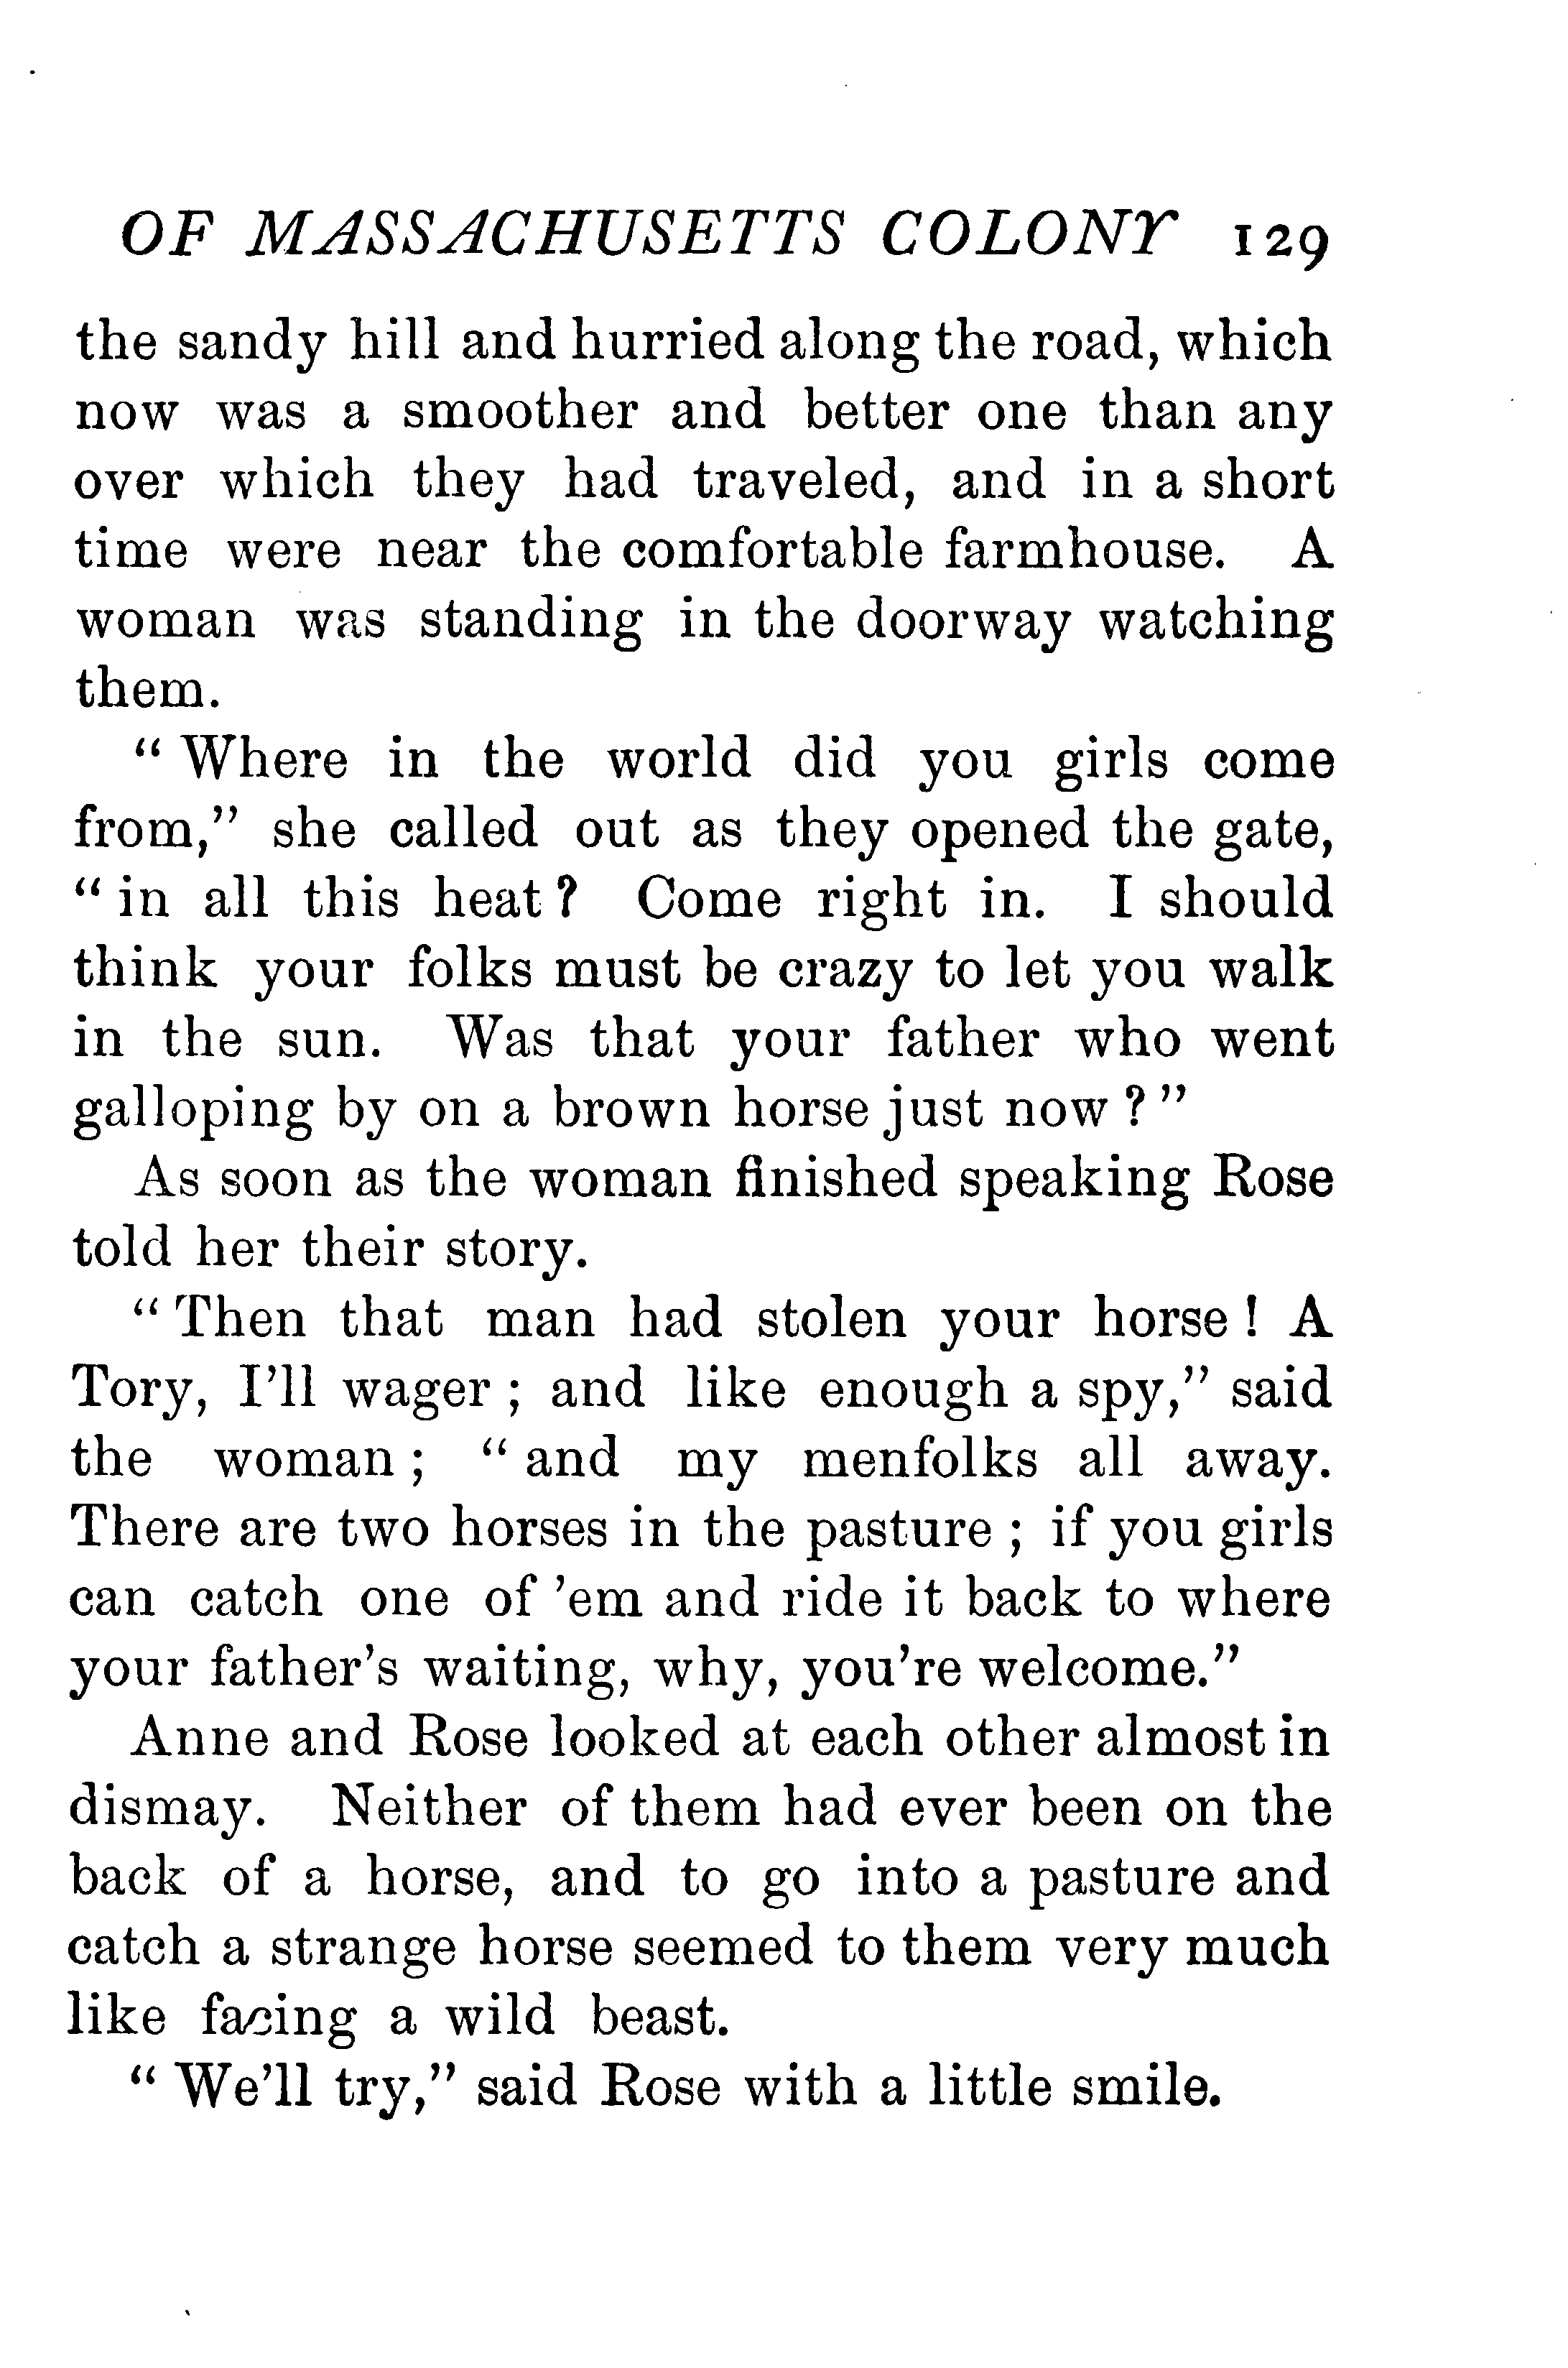 OF MASSACHUSETTS COLONY 129
the sandy hill and hurried along the road, which
now was a smoother and better one than any
over which they had traveled, and in a short
time were near the comfortable farmhouse. A
woman was standing in the doorway watching
them.
“ Where in the world did you girls come
from,” she called out as they opened the gate,
“ in all this heat ? Come right in. I should
think your folks must be crazy to let you walk
in the sun. Was that your father who went
galloping by on a brown horse just now ? ”
As soon as the woman finished speaking Rose
told her their story.
“ Then that man had stolen your horse ! A
Tory, I’ll wager ; and like enough a spy,” said
the woman ; “ and my menfolks all away.
There are two horses in the pasture ; if you girls
can catch one of ’em and ride it back to where
your father’s waiting, why, you’re welcome.”
Anne and Rose looked at each other almost in
dismay. Neither of them had ever been on the
back of a horse, and to go into a pasture and
catch a strange horse seemed to them very much
like facing a wild beast.
“ We’ll try,” said Rose with a little smile.